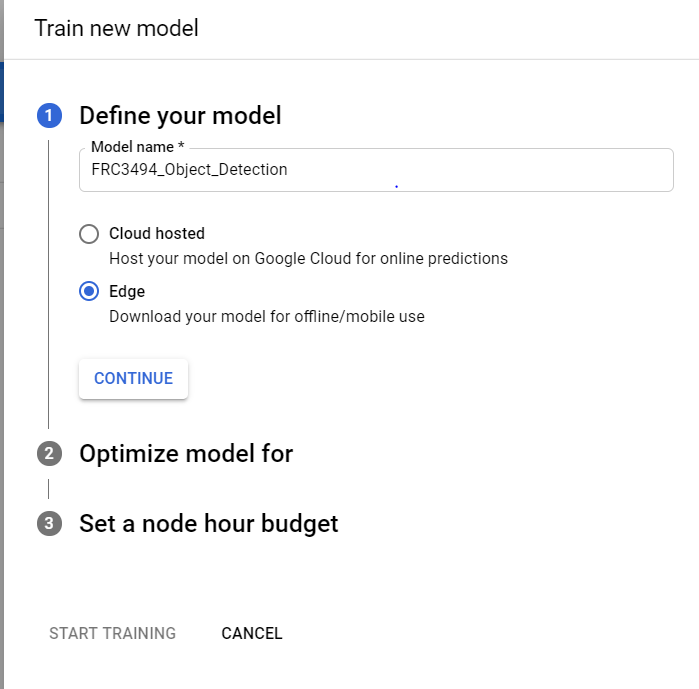 Train new model
1 Define your model
Model name *
FRC3494_Object_Detection
Cloud hosted
Host your model on Google Cloud for online predictions
Edge
Download your model for offline/mobile use
CONTINUE
2 Optimize model for
3 Set a node hour budget
START TRAINING CANCEL